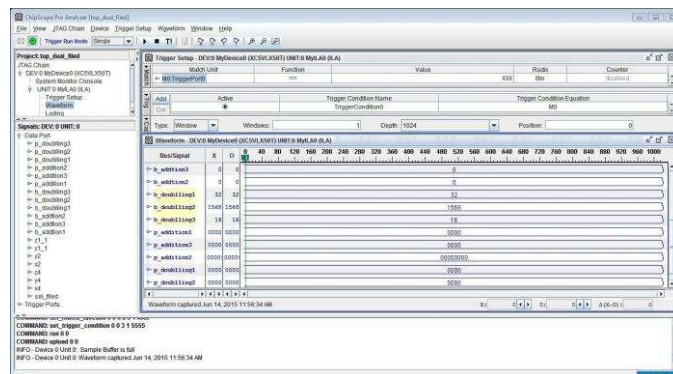 ChipScope Pro Analyzer [top_dual_filed]
File View JTAG Chain Device Trigger Setup Waveform Window Help
Trigger Run Mode: Single T!
Project: top_dual_filed
JTAG Chain
DEV:0 MyDevice0 (XC5VLX50T)
System Monitor Console
UNIT:0 MyILA0 (ILA)
Trigger Setup
Waveform
Listing
Signals: DEV: 0 UNIT: 0
Data Port
p_doubling3
p_doubling2
p_doubling1
p_addition2
p_addition3
p_addition1
b_doubling3
b_doubling2
b_doubling1
b_addition2
b_addition3
b_addition1
z1_1
y1_1
y2
x2
z4
y4
x4
sel_filed
Trigger Ports
Trigger Setup - DEV:0 MyDevice0 (XC5VLX50T) UNIT:0 MyILA0 (ILA)
Match Unit Function Value Radix Counter
M0:TriggerPort0 == XXX Bin disabled
Add Active Trigger Condition Name Trigger Condition Equation
Del TriggerCondition0 M0
Type: Window Windows: 1 Depth: 1024 Position: 0
Waveform - DEV:0 MyDevice0 (XC5VLX50T) UNIT:0 MyILA0 (ILA)
Bus/Signal X O 0 40 80 120 160 200 240 280 320 360 400 440 480 520 560 600 640 680 720 760 800 840 880 920 960 1000
b_addition3 0 0 0
b_addition2 0 0 0
b_doublling1 32 32 32
b_doublling2 1568 1568 1568
b_doublling3 14 14
p_addition1 0000 0000 0000
p_addition3 0000 0000 0000
p_addition2 0000 0000 00000000
p_doublling1 0000 0000 0000
p_doublling2 0000 0000 0000
Waveform captured Jun 14, 2015 11:56:34 AM X: 0 O: 0 Δ(X-O): 0
COMMAND: set_trigger_condition 0 0 3 1 5555
COMMAND: run 0 0
COMMAND: upload 0 0
INFO - Device 0 Unit 0: Sample Buffer is full
INFO - Device 0 Unit 0: Waveform captured Jun 14, 2015 11:56:34 AM